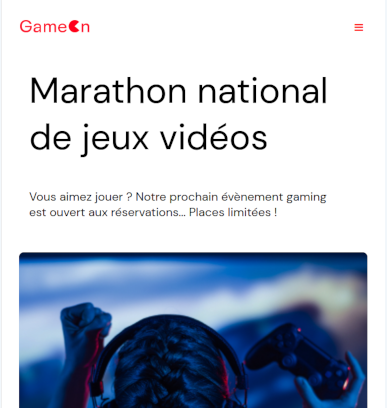 GameOn
Marathon national
de jeux vidéos
Vous aimez jouer ? Notre prochain évènement gaming
est ouvert aux réservations... Places limitées !